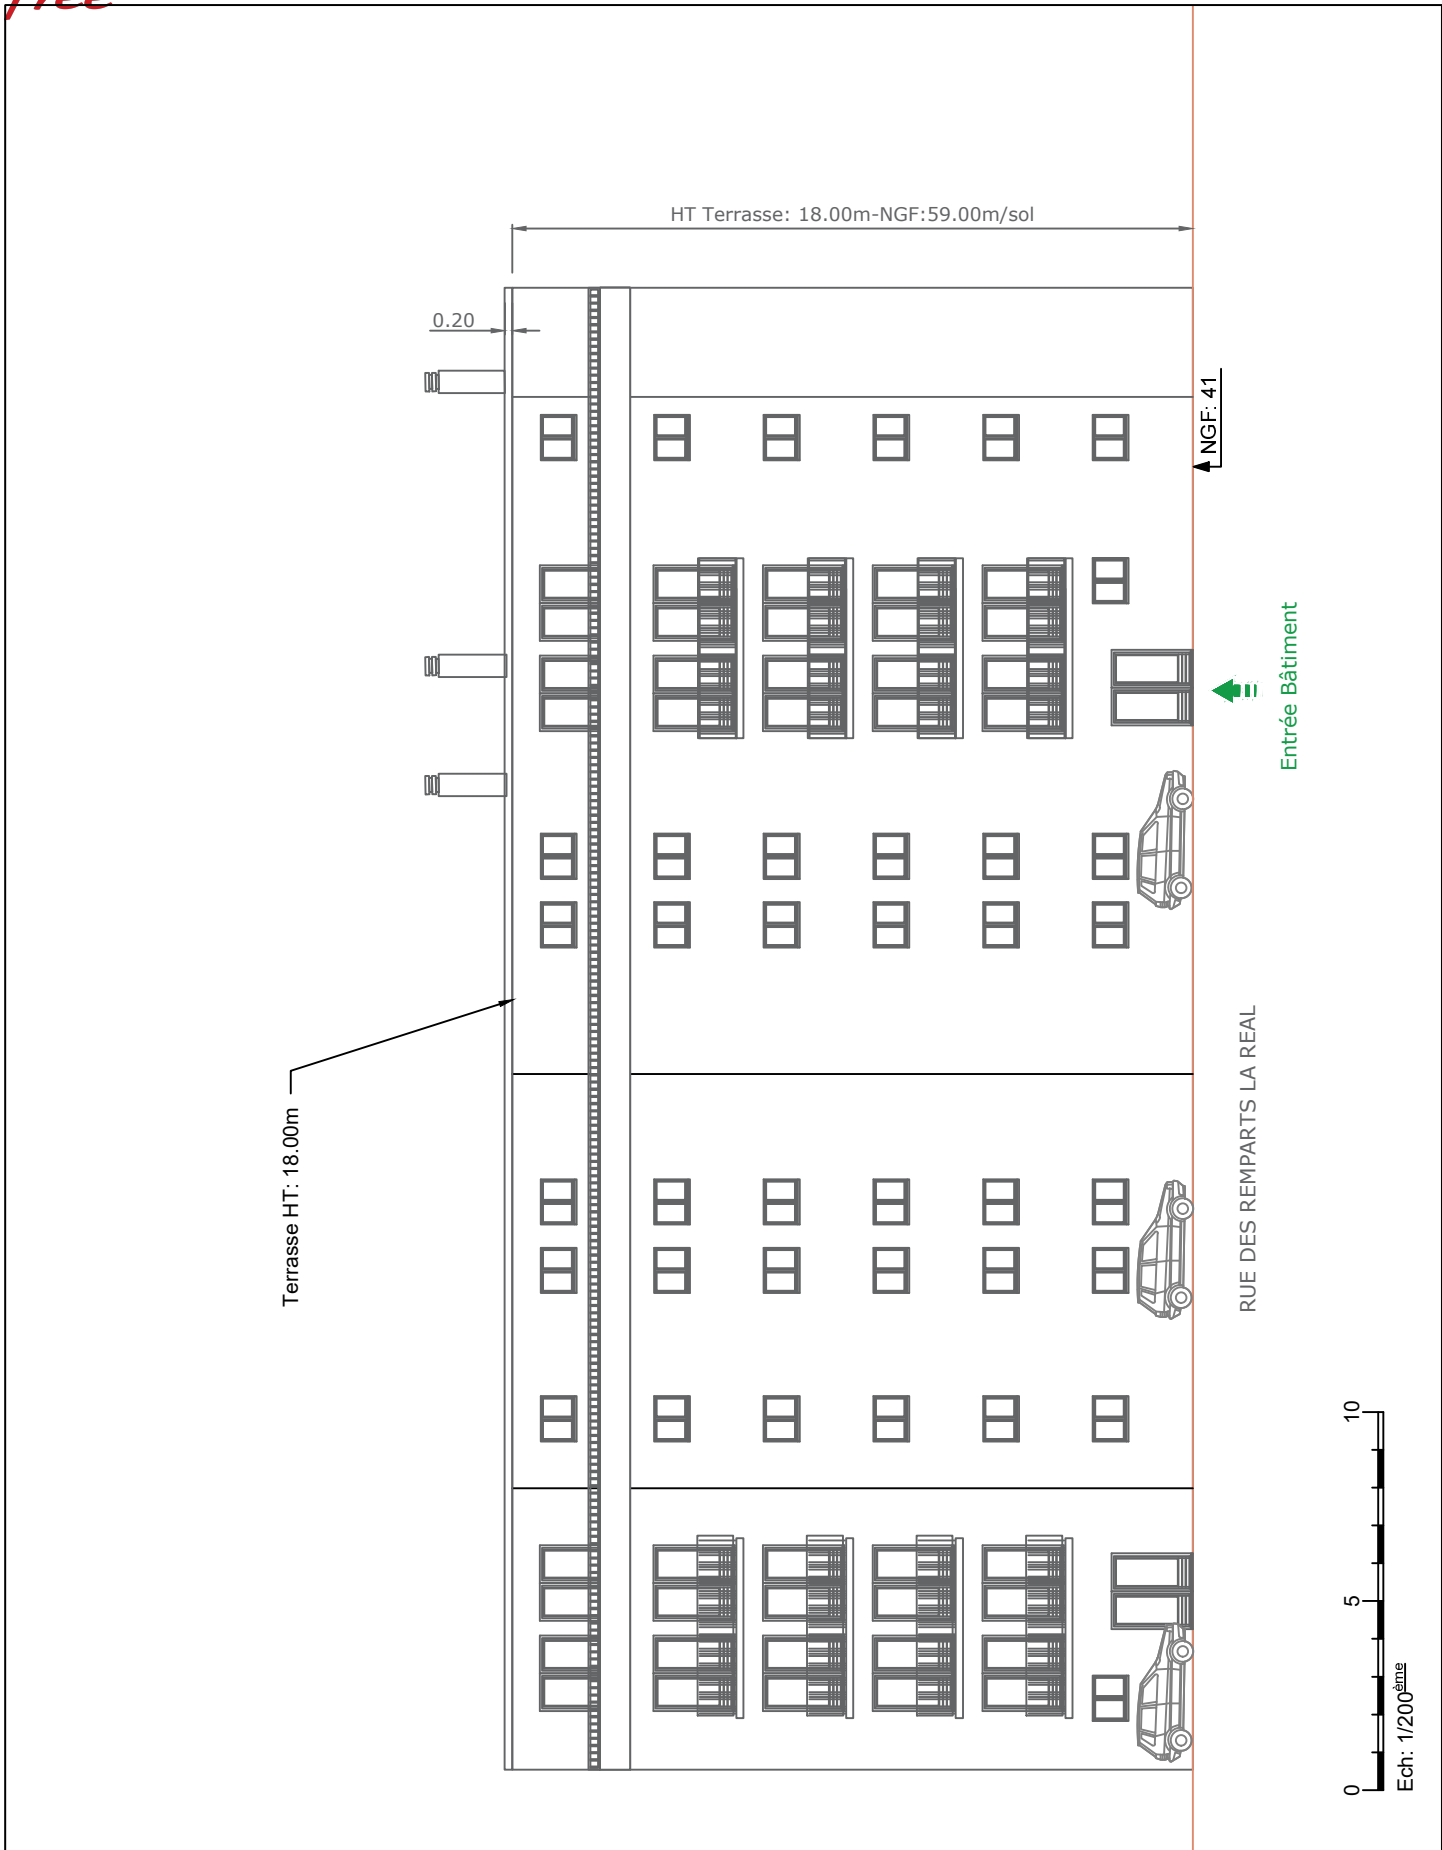 free
HT Terrasse: 18.00m-NGF:59.00m/sol
0.20
Terrasse HT: 18.00m
NGF: 41
Entrée Bâtiment
RUE DES REMPARTS LA REAL
0 5 10
Ech: 1/200ème